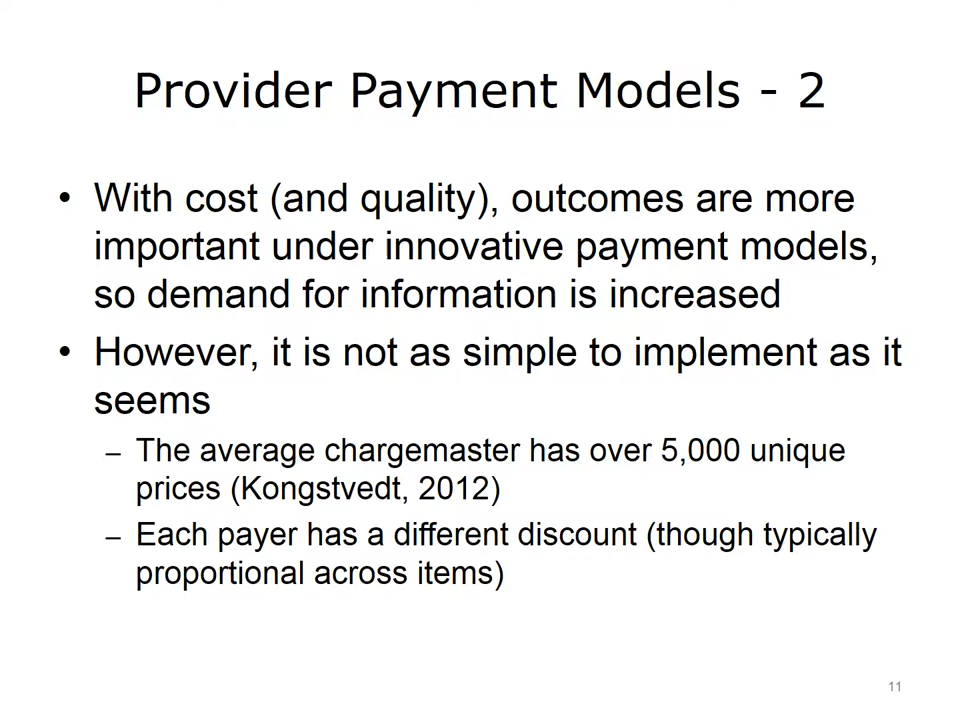 Provider Payment Models - 2
• With cost (and quality), outcomes are more
important under innovative payment models,
so demand for information is increased
• However, it is not as simple to implement as it
seems
– The average chargemaster has over 5,000 unique
prices (Kongstvedt, 2012)
– Each payer has a different discount (though typically
proportional across items)
11